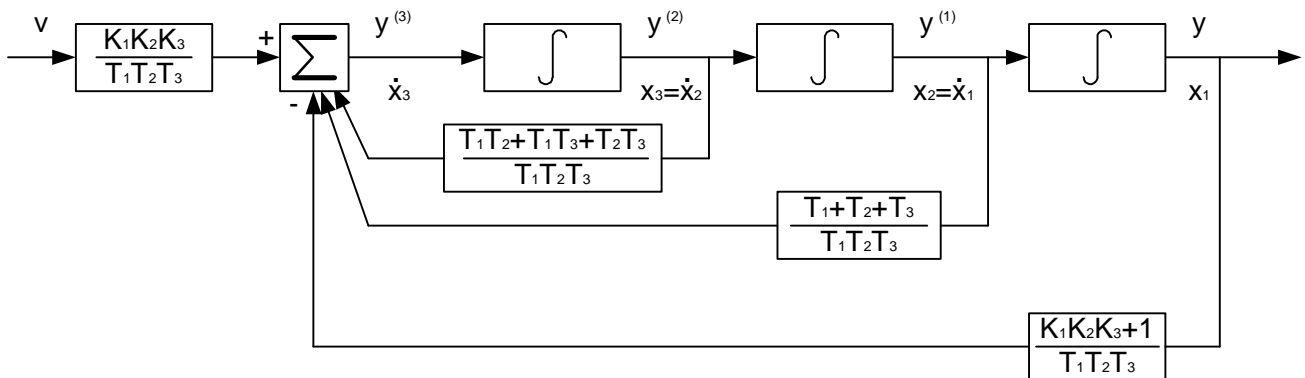 v
K₁K₂K₃
T₁T₂T₃
+
∑
-
y⁽³⁾
ẋ₃
∫
y⁽²⁾
x₃=ẋ₂
∫
y⁽¹⁾
x₂=ẋ₁
∫
y
x₁
T₁T₂+T₁T₃+T₂T₃
T₁T₂T₃
T₁+T₂+T₃
T₁T₂T₃
K₁K₂K₃+1
T₁T₂T₃